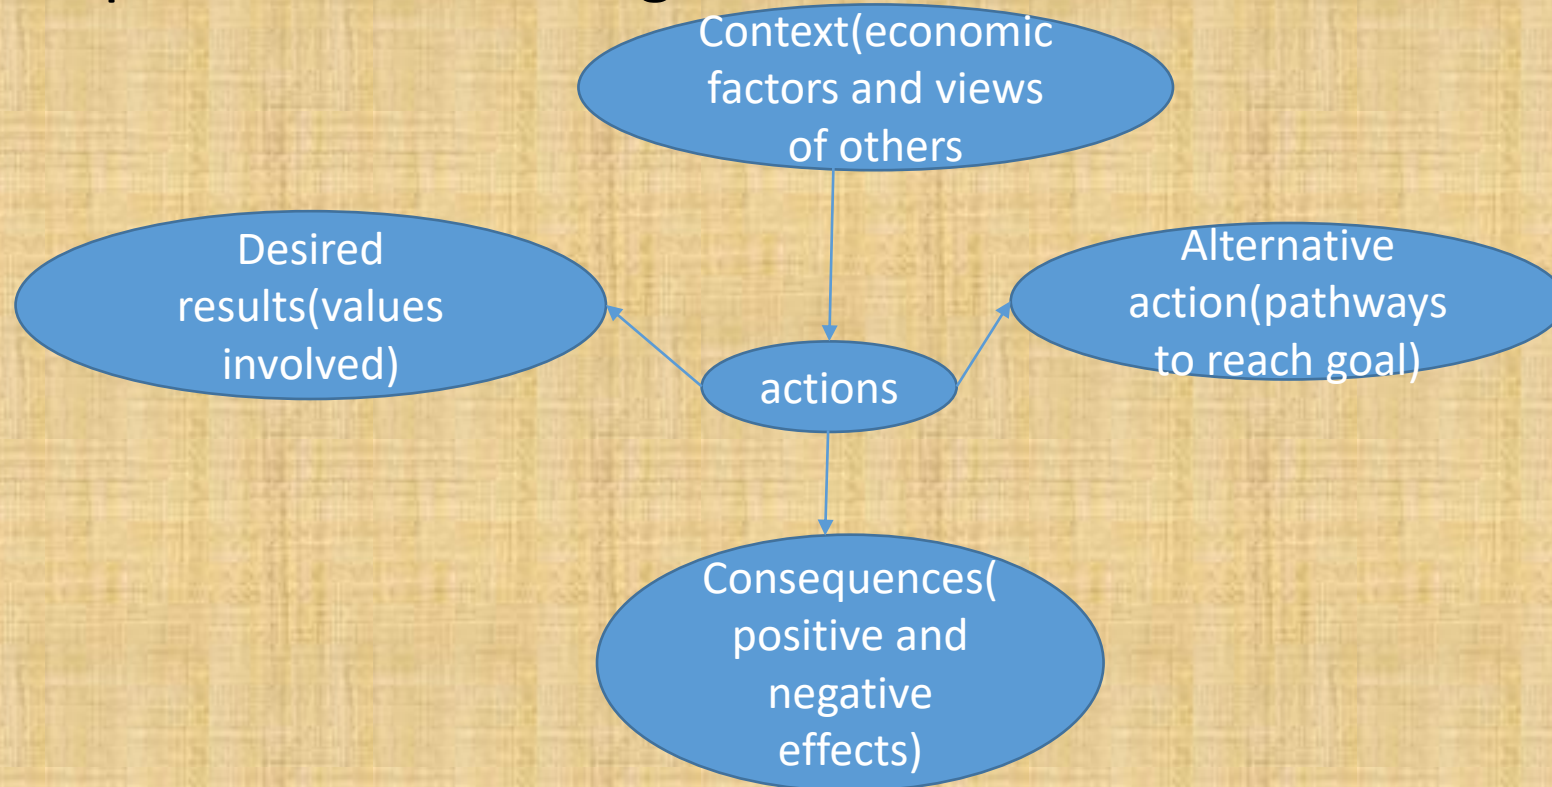 Context(economic
factors and views
of others
Desired
results(values
involved)
Alternative
action(pathways
to reach goal)
actions
Consequences(
positive and
negative
effects)